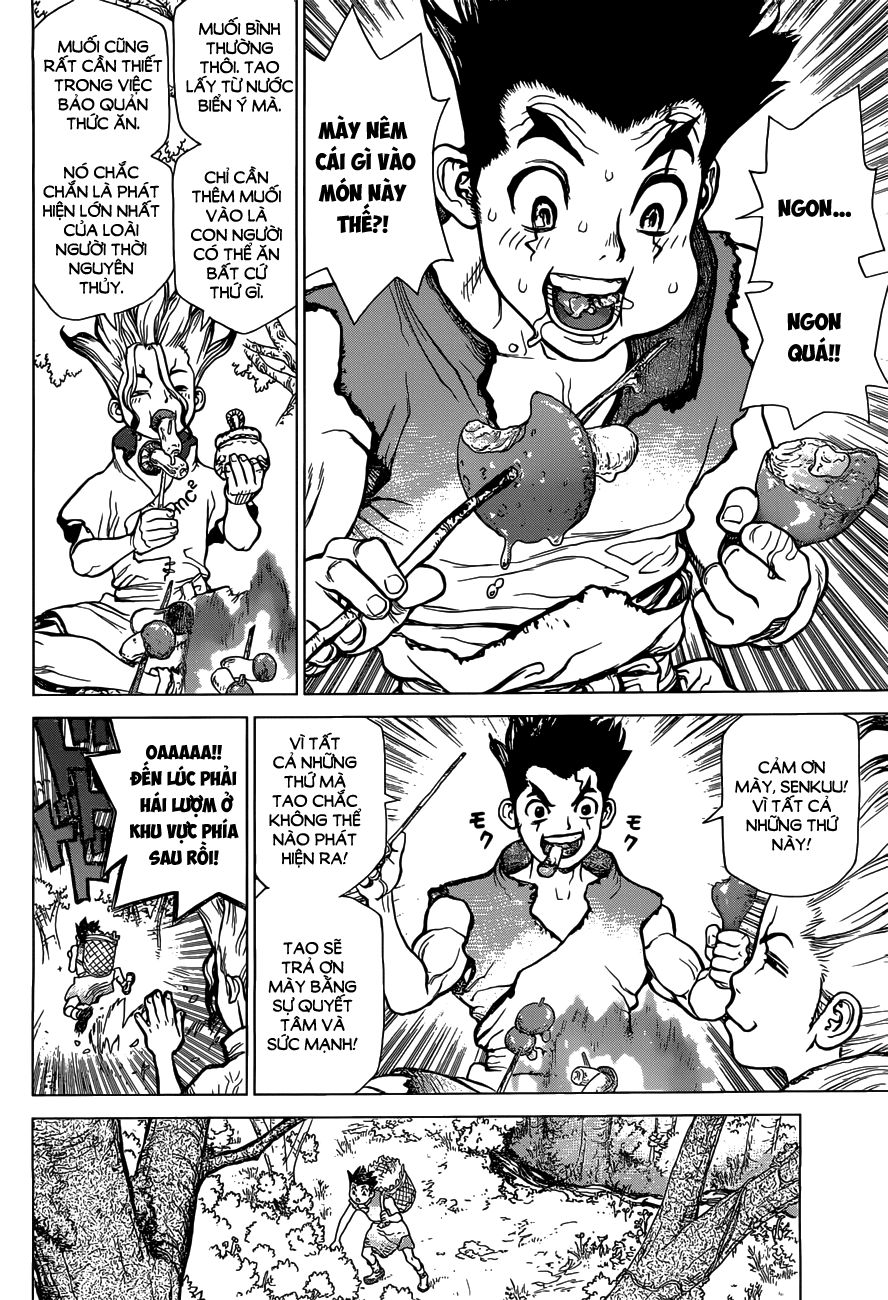 NGON...
NGON
QUÁ!!
MÀY NÊM
CÁI GÌ VÀO
MÓN NÀY
THẾ?!
MUỐI BÌNH
THƯỜNG
THÔI. TAO
LẤY TỪ NƯỚC
BIỂN Ý MÀ.
CHỈ CẦN
THÊM MUỐI
VÀO LÀ
CON NGƯỜI
CÓ THỂ ĂN
BẤT CỨ
THỨ GÌ.
MUỐI CŨNG
RẤT CẦN THIẾT
TRONG VIỆC
BẢO QUẢN
THỨC ĂN.
NÓ CHẮC
CHẮN LÀ PHÁT
HIỆN LỚN NHẤT
CỦA LOÀI
NGƯỜI THỜI
NGUYÊN
THỦY.
MC²
CẢM ƠN
MÀY, SENKUU!
VÌ TẤT CẢ
NHỮNG THỨ
NÀY!
モク
モク
VÌ TẤT
CẢ NHỮNG
THỨ MÀ
TAO CHẮC
KHÔNG THỂ
NÀO PHÁT
HIỆN RA!
TAO SẼ
TRẢ ƠN
MÀY BẰNG
SỰ QUYẾT
TÂM VÀ
SỨC MẠNH!
OAAAAA!!
ĐẾN LÚC PHẢI
HÁI LƯỢM Ở
KHU VỰC PHÍA
SAU RỒI!